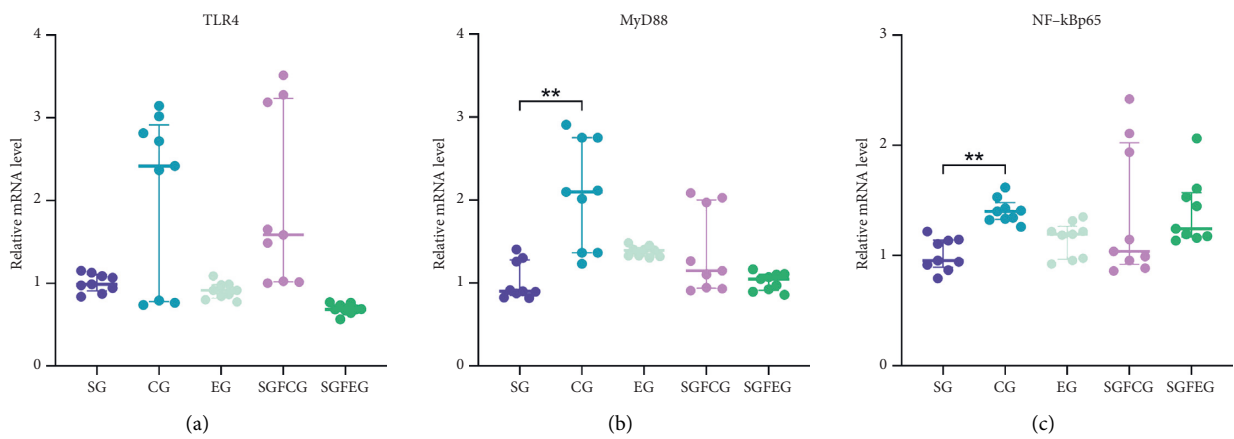 TLR4
4
3
2
1
0
Relative mRNA level
SG CG EG SGFCG SGFEG
(a)
MyD88
4
3
2
1
0
Relative mRNA level
**
SG CG EG SGFCG SGFEG
(b)
NF–kBp65
3
2
1
0
Relative mRNA level
**
SG CG EG SGFCG SGFEG
(c)